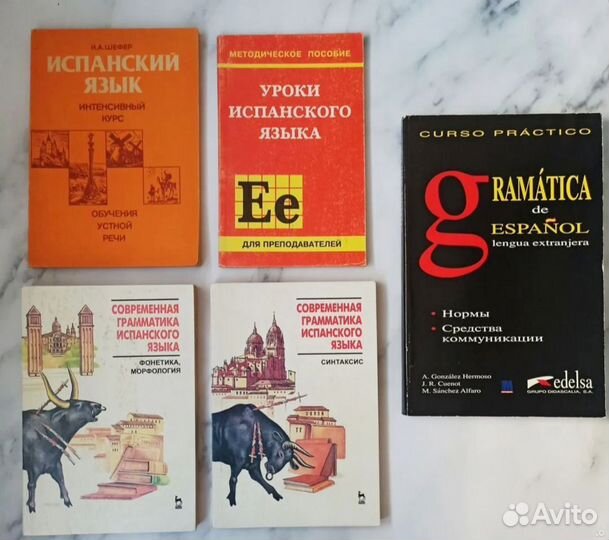 Н.А. ШЕФЕР
ИСПАНСКИЙ
ЯЗЫК
ИНТЕНСИВНЫЙ
КУРС
ОБУЧЕНИЯ
УСТНОЙ
РЕЧИ
МЕТОДИЧЕСКОЕ ПОСОБИЕ
УРОКИ
ИСПАНСКОГО
ЯЗЫКА
Ее
ДЛЯ ПРЕПОДАВАТЕЛЕЙ
CURSO PRÁCTICO
gRAMÁTICA
de
ESPAÑOL
lengua extranjera
• Нормы
• Средства
коммуникации
A. González Hermoso
J. R. Cuenot
M. Sánchez Alfaro
edelsa
GRUPO DIDASCALIA, S.A.
СОВРЕМЕННАЯ
ГРАММАТИКА
ИСПАНСКОГО
ЯЗЫКА
ФОНЕТИКА,
МОРФОЛОГИЯ
СОВРЕМЕННАЯ
ГРАММАТИКА
ИСПАНСКОГО
ЯЗЫКА
СИНТАКСИС
Avito